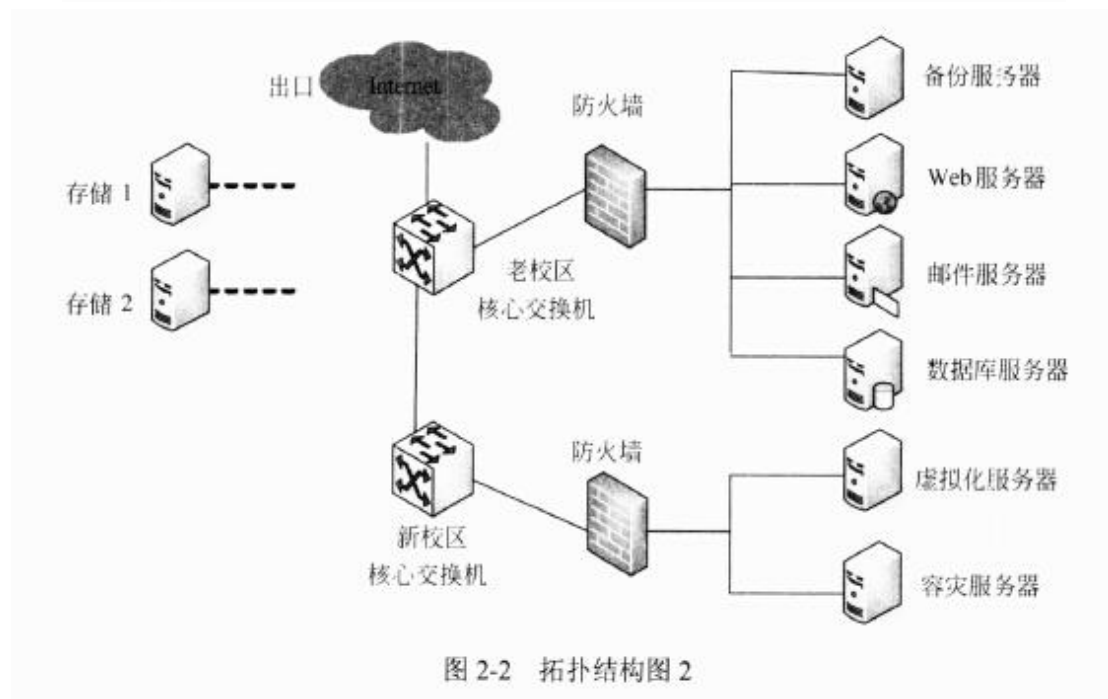 出口
Internet
防火墙
备份服务器
Web服务器
存储 1
老校区
核心交换机
邮件服务器
存储 2
数据库服务器
防火墙
虚拟化服务器
新校区
核心交换机
容灾服务器
图 2-2 拓扑结构图 2